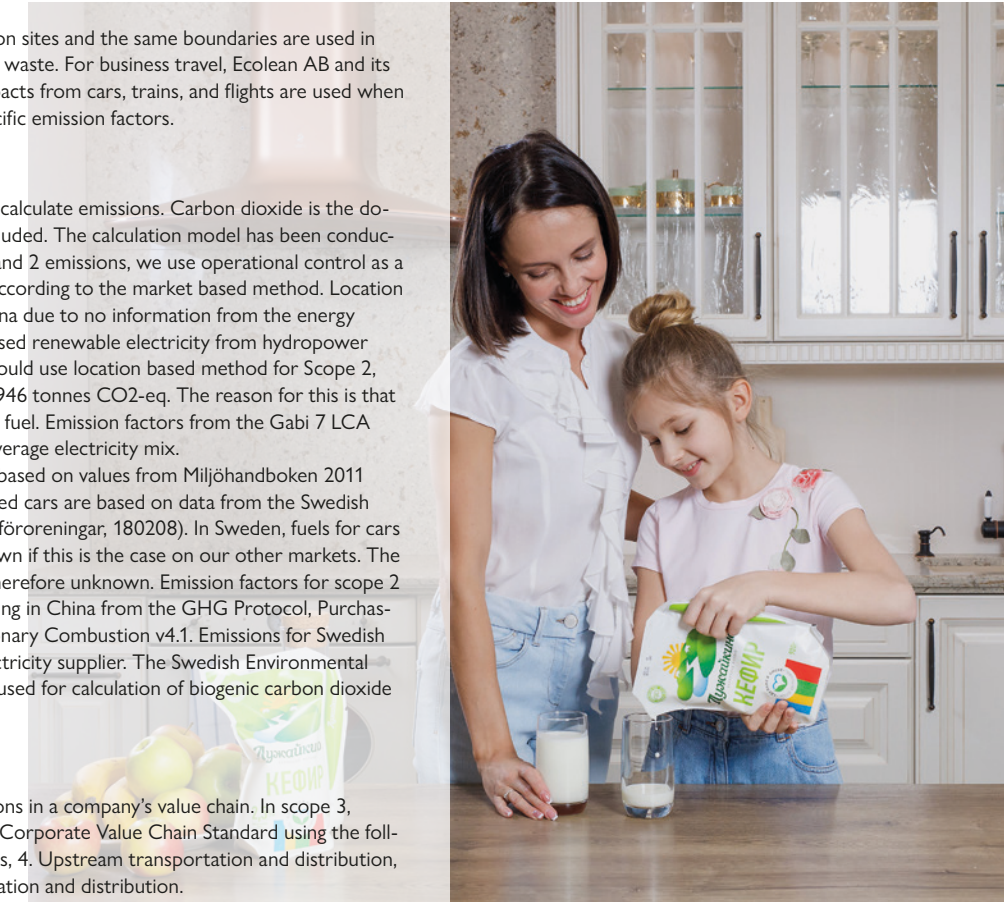 on sites and the same boundaries are used in
waste. For business travel, Ecolean AB and its
acts from cars, trains, and flights are used when
ific emission factors.
calculate emissions. Carbon dioxide is the do-
uded. The calculation model has been conduc-
and 2 emissions, we use operational control as a
ccording to the market based method. Location
na due to no information from the energy
sed renewable electricity from hydropower
ould use location based method for Scope 2,
946 tonnes CO2-eq. The reason for this is that
fuel. Emission factors from the Gabi 7 LCA
verage electricity mix.
based on values from Miljöhandboken 2011
ed cars are based on data from the Swedish
föroreningar, 180208). In Sweden, fuels for cars
wn if this is the case on our other markets. The
herefore unknown. Emission factors for scope 2
ng in China from the GHG Protocol, Purchas-
nary Combustion v4.1. Emissions for Swedish
ctricity supplier. The Swedish Environmental
used for calculation of biogenic carbon dioxide
ons in a company's value chain. In scope 3,
Corporate Value Chain Standard using the foll-
s, 4. Upstream transportation and distribution,
ation and distribution.
Лужайкино
КЕФИР
Лужайкино
КЕФИР